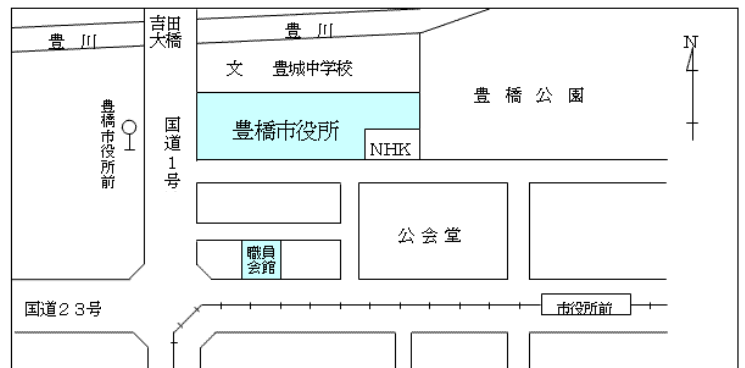 吉田
大橋
豊 川
豊 川
文 豊城中学校
N
豊橋公園
豊橋市役所前
国道1号
豊橋市役所
NHK
公会堂
職員
会館
国道23号
市役所前